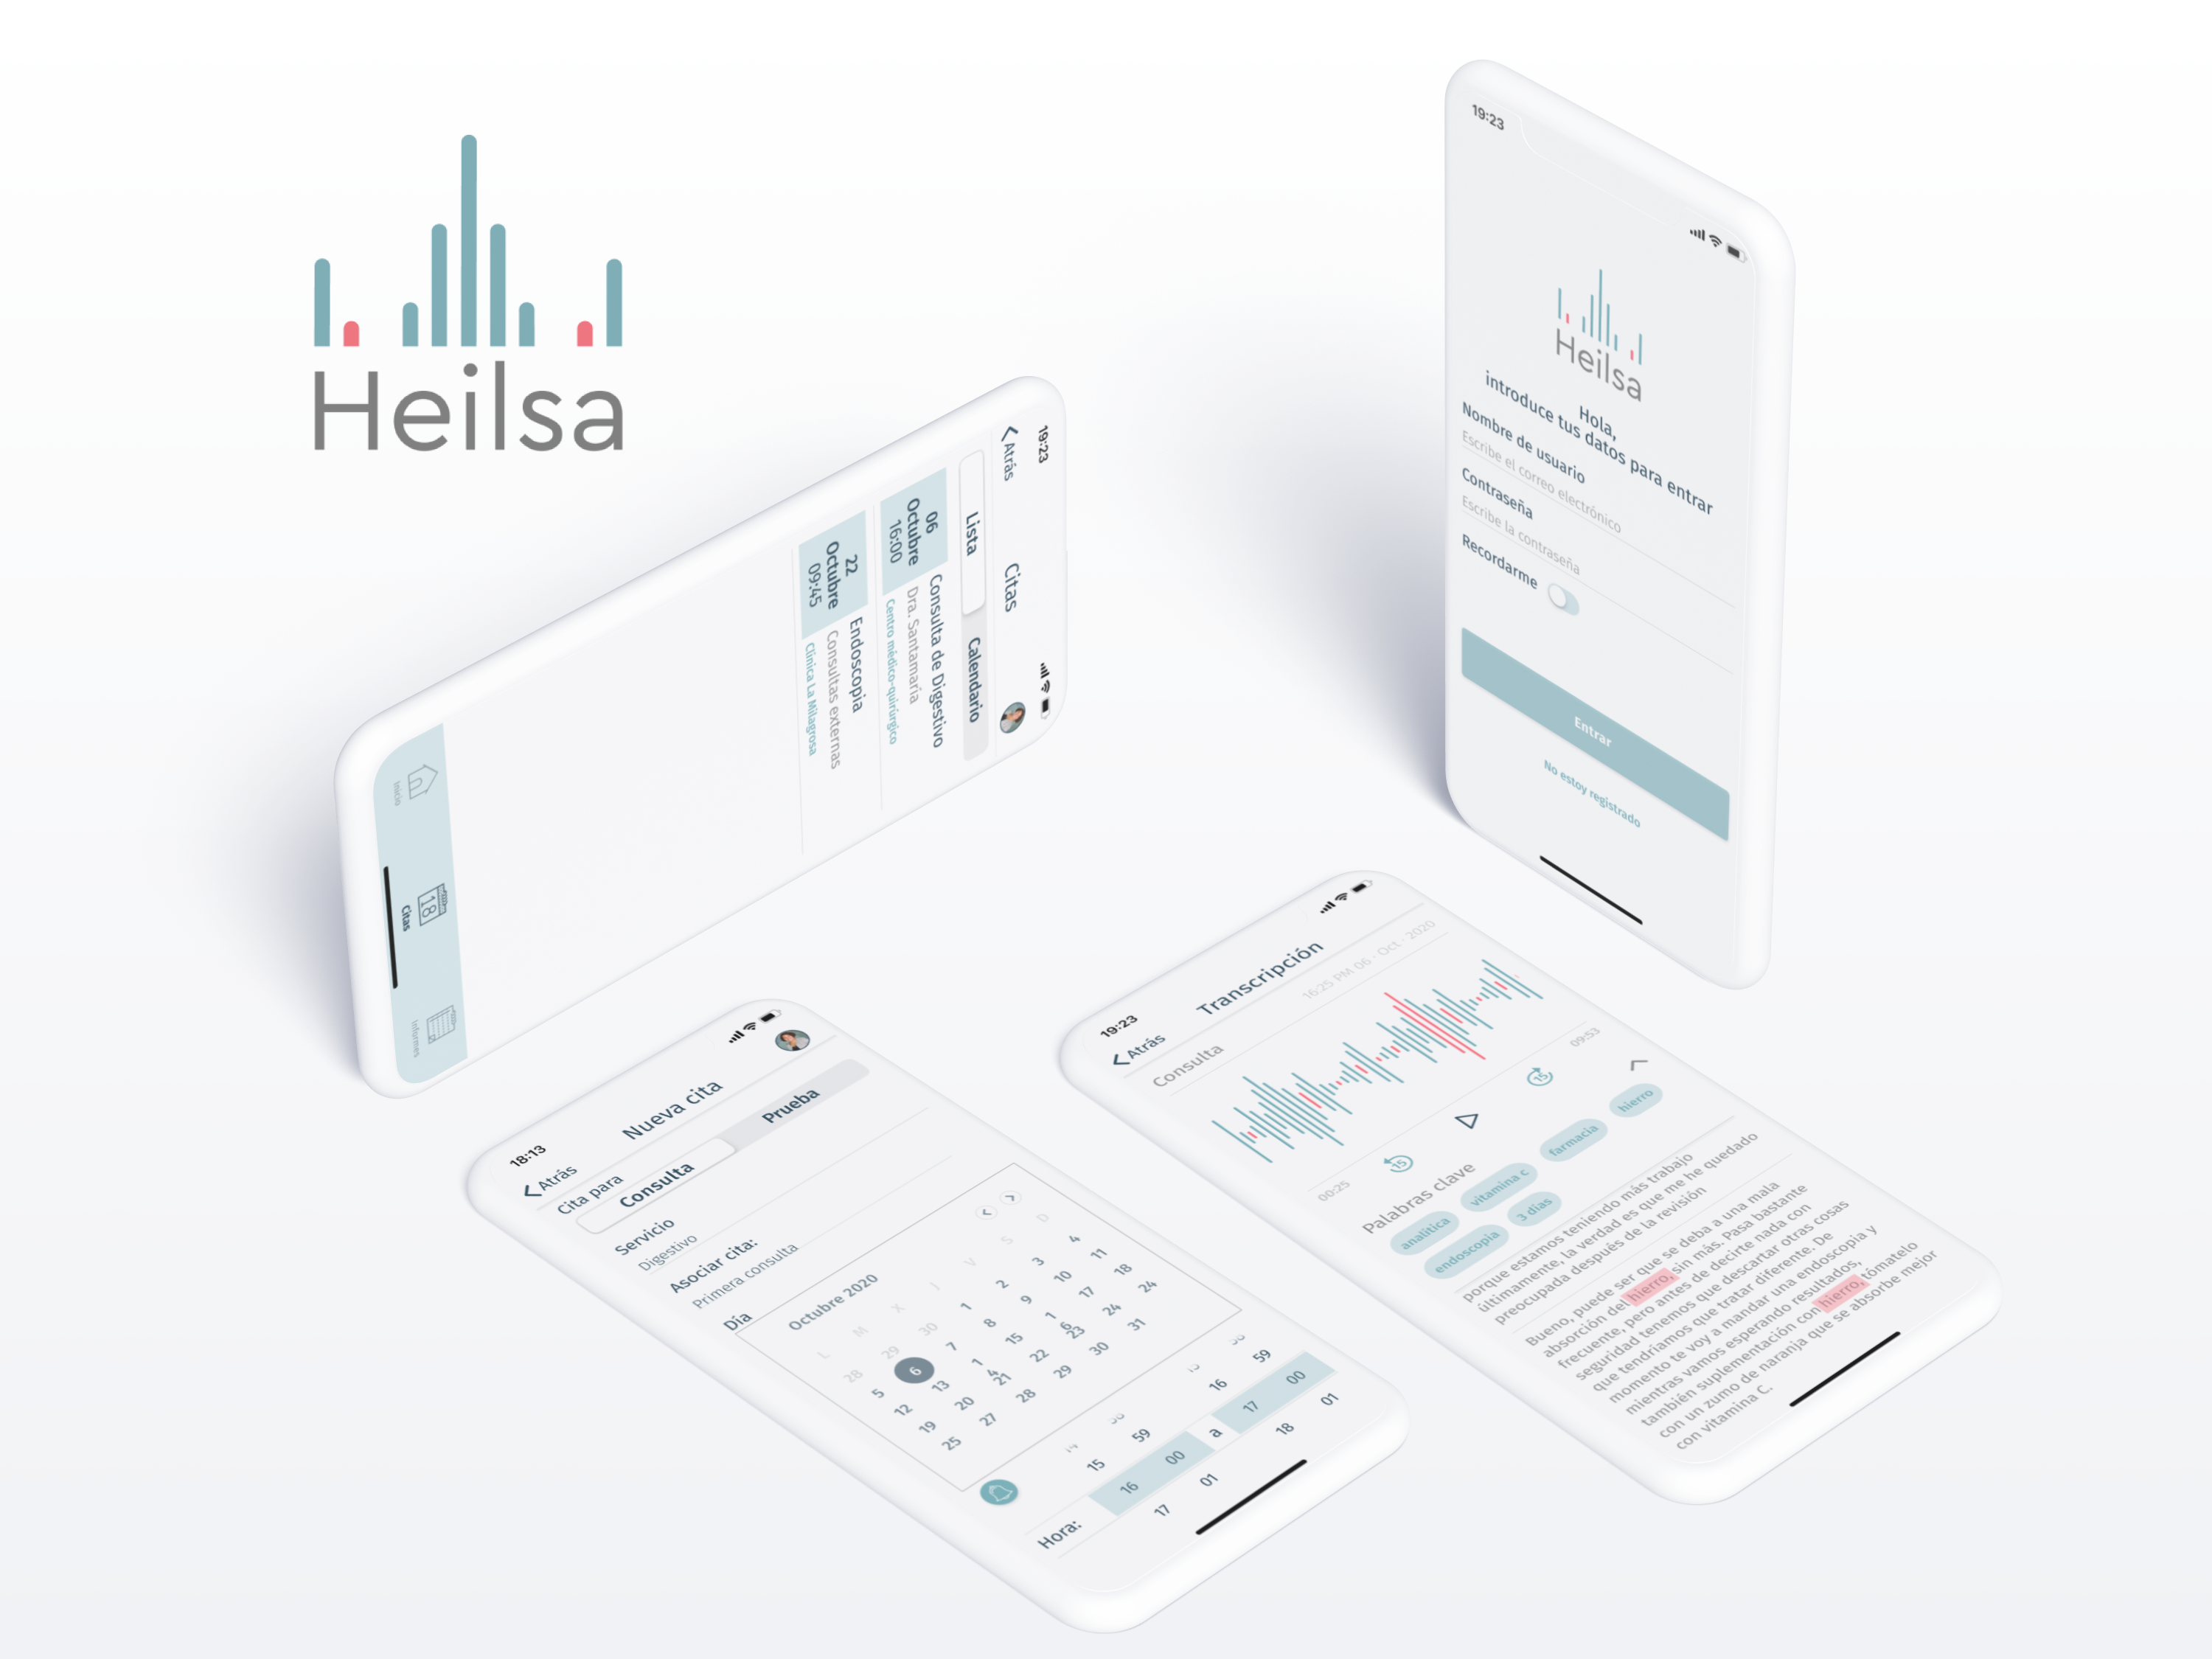 Heilsa
19:23
Atrás
Citas
Lista
Calendario
06
Octubre
16:00
Consulta de Digestivo
Dra. Santamaria
Centro médico-quirúrgico
22
Octubre
09:45
Endoscopia
Consultas externas
Clínica La Milagrosa
Inicio
18
Citas
Informes
19:23
Heilsa
Hola,
introduce tus datos para entrar
Nombre de usuario
Escribe el correo electrónico
Contraseña
Escribe la contraseña
Recordarme
Entrar
No estoy registrado
18:13
Atrás
Nueva cita
Cita para
Consulta
Prueba
Servicio
Digestivo
Asociar cita:
Primera consulta
Día
Octubre 2020
L M X J V S D
28 29 30 1 2 3 4
5 6 7 8 9 10 11
12 13 14 15 16 17 18
19 20 21 22 23 24 24
25 27 28 29 30 31
15 59 16 59
Hora: 16 00 a 17 00
17 01 18 01
19:23
Atrás
Transcripción
Consulta
16:25 PM 06 · Oct · 2020
00:25
09:53
15
15
Palabras clave
analítica
vitamina c
farmacia
hierro
endoscopia
3 días
porque estamos teniendo más trabajo
últimamente, la verdad es que me he quedado
preocupada después de la revisión
Bueno, puede ser que se deba a una mala
absorción del hierro, sin más. Pasa bastante
frecuente, pero antes de decirte nada con
seguridad tenemos que descartar otras cosas
que tendríamos que tratar diferente. De
momento te voy a mandar una endoscopia y
mientras vamos esperando resultados,
también suplementación con hierro, tómatelo
con un zumo de naranja que se absorbe mejor
con vitamina C.